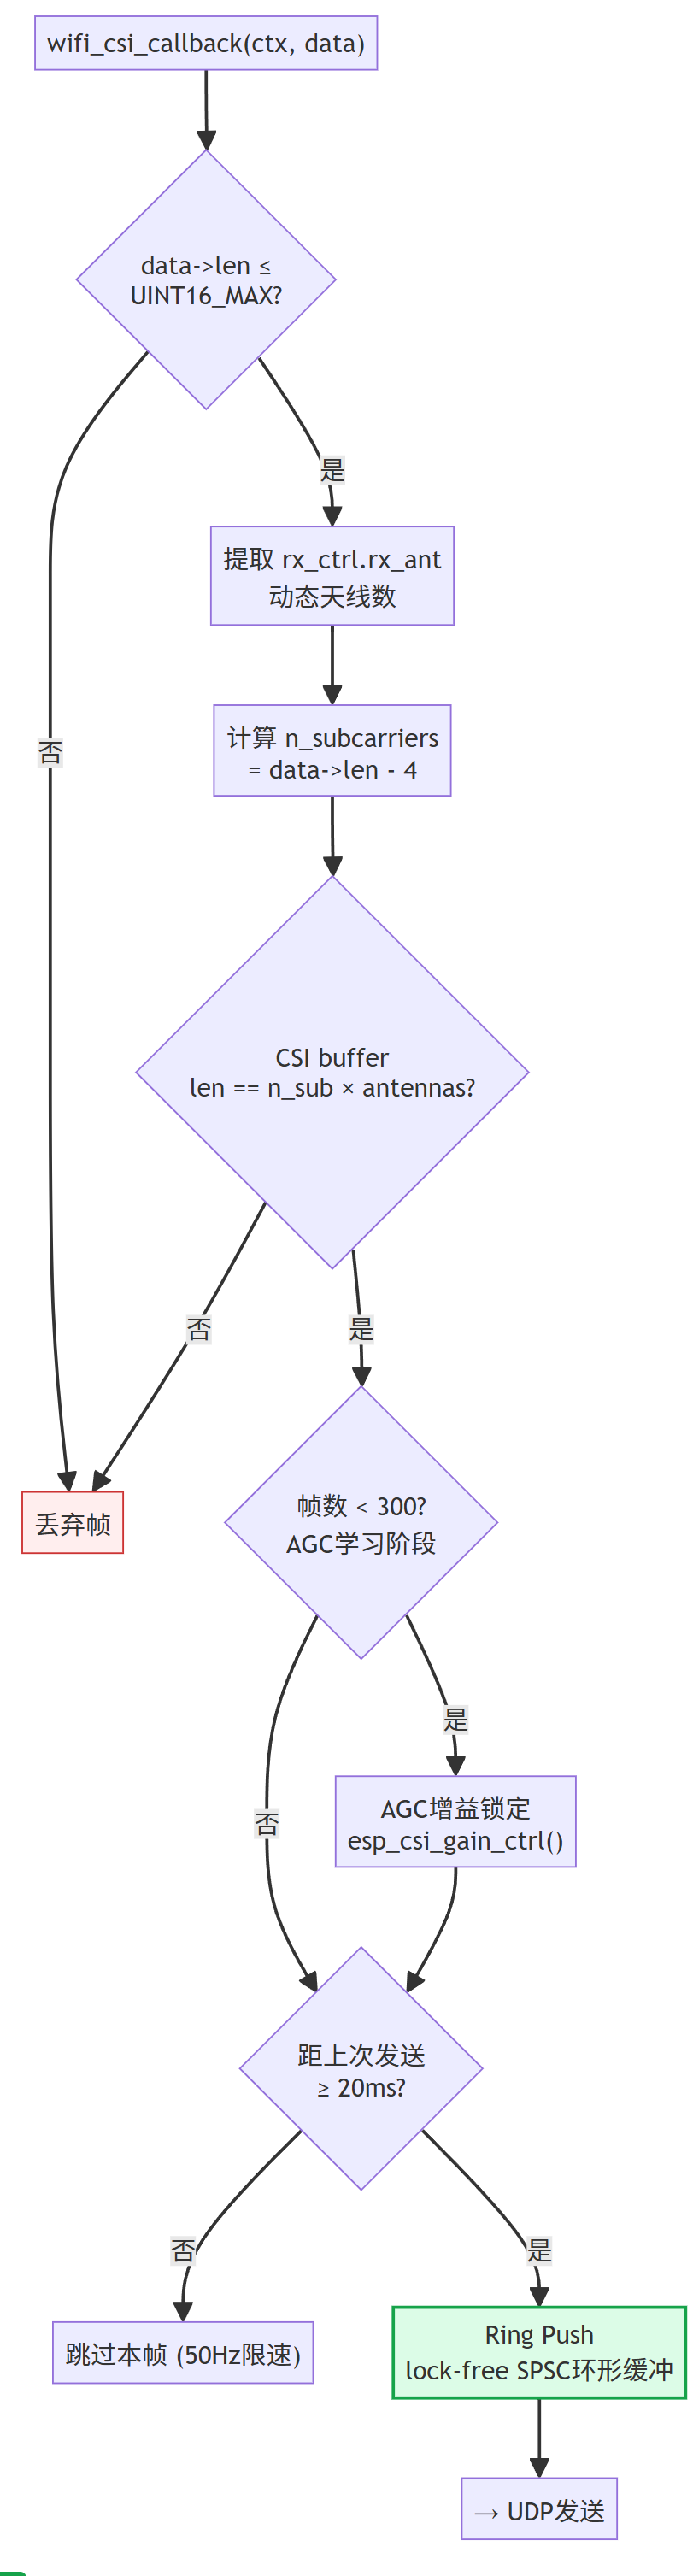 wifi_csi_callback(ctx, data)
data->len ≤
UINT16_MAX?
是
提取 rx_ctrl.rx_ant
动态天线数
否
计算 n_subcarriers
= data->len - 4
CSI buffer
len == n_sub × antennas?
否
是
丢弃帧
帧数 < 300?
AGC学习阶段
是
否
AGC增益锁定
esp_csi_gain_ctrl()
距上次发送
≥ 20ms?
否
是
跳过本帧 (50Hz限速)
Ring Push
lock-free SPSC环形缓冲
→ UDP发送